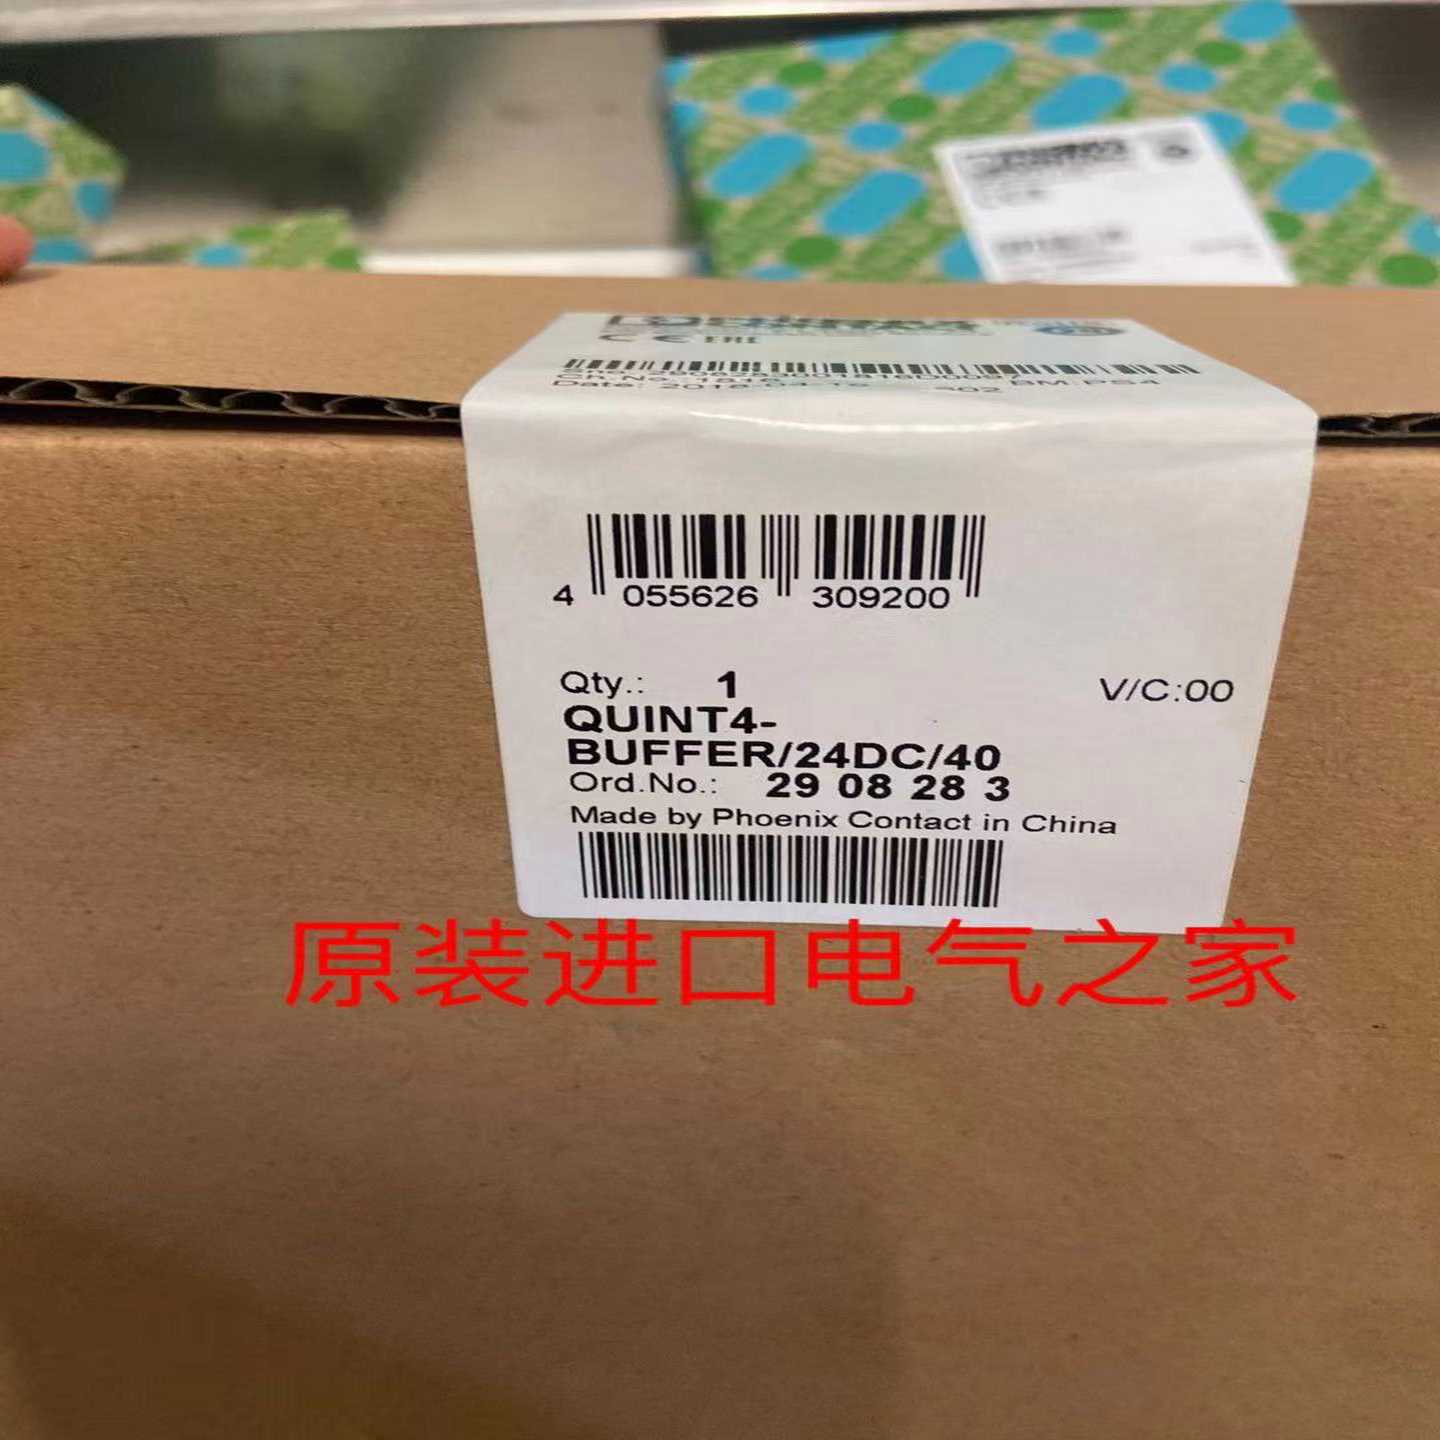 4 055626 309200
Qty.: 1 V/C:00
QUINT4-
BUFFER/24DC/40
Ord.No.: 29 08 28 3
Made by Phoenix Contact in China
原装进口电气之家